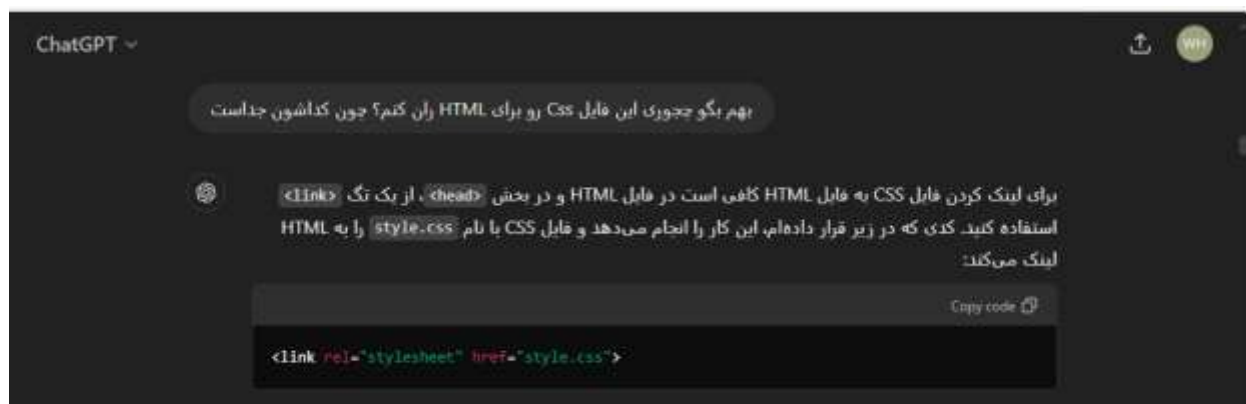 ChatGPT
WH
بهم بگو چجوری این فایل Css رو برای HTML ران کنم؟ چون کداشون جداست
برای لینک کردن فایل CSS به فایل HTML کافی است در فایل HTML و در بخش <head>، از یک تگ <link>
استفاده کنید. کدی که در زیر قرار داده‌ام، این کار را انجام می‌دهد و فایل CSS با نام style.css را به HTML
لینک می‌کند:
Copy code
<link rel="stylesheet" href="style.css">